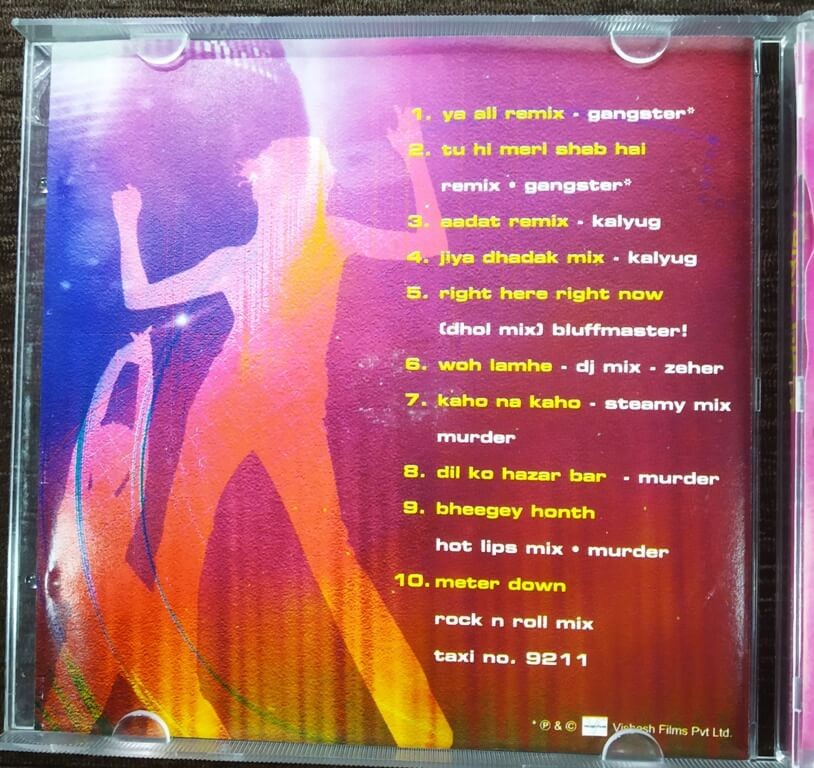 1. ya ali remix - gangster*
2. tu hi meri shab hai
remix • gangster*
3. aadat remix - kalyug
4. jiya dhadak mix - kalyug
5. right here right now
(dhol mix) bluffmaster!
6. woh lamhe - dj mix - zeher
7. kaho na kaho - steamy mix
murder
8. dil ko hazar bar - murder
9. bheegey honth
hot lips mix • murder
10. meter down
rock n roll mix
taxi no. 9211
* ℗ & © Vishesh Films Pvt Ltd.